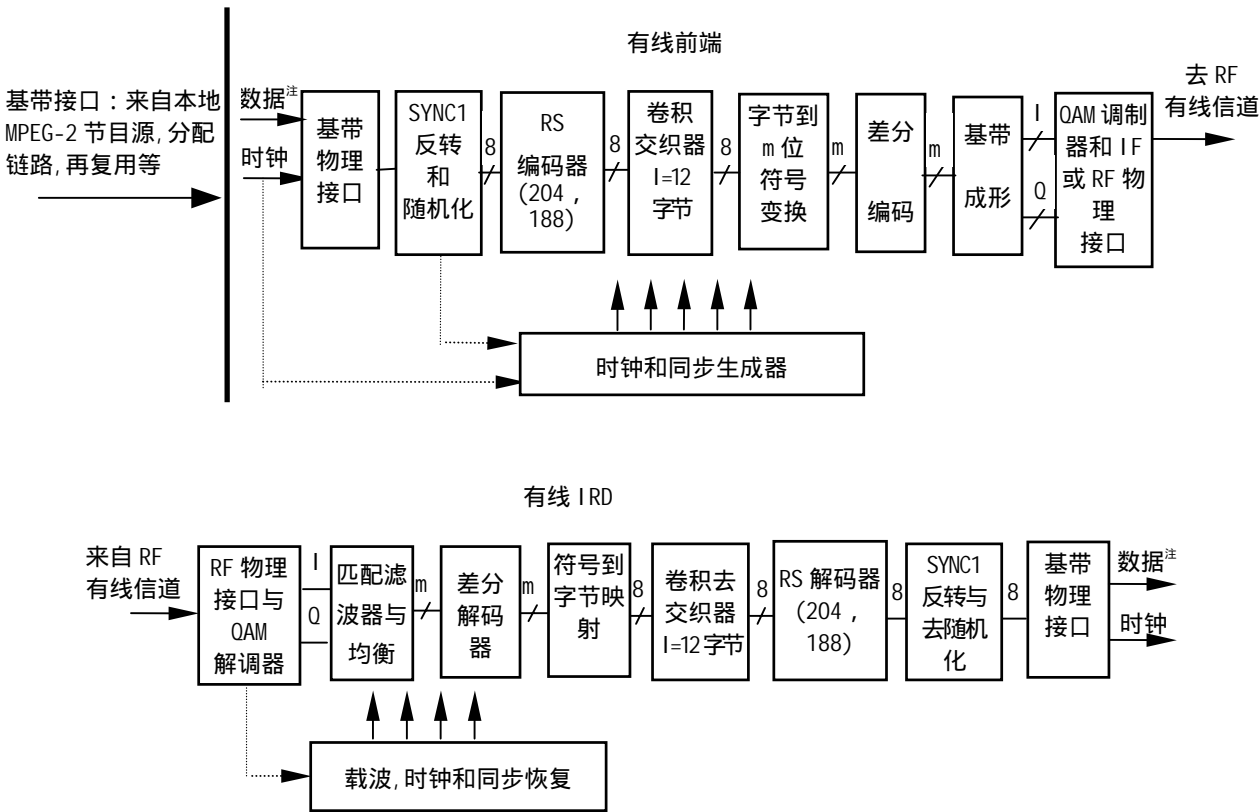 有线前端
基带接口：来自本地
MPEG-2 节目源,分配
链路,再复用等
数据注
时钟
基带
物理
接口
SYNC1
反转
和
随机化
8
RS
编码器
(204 ,
188)
8
卷积
交织器
I=12
字节
8
字节到
m 位
符号
变换
m
差分
编码
m
基带
成形
I
Q
QAM 调制
器和 IF
或 RF 物
理
接口
去 RF
有线信道
时钟和同步生成器
有线 IRD
来自 RF
有线信道
RF 物理
接口与
QAM
解调器
I
Q
匹配滤
波器与
均衡
m
差分
解码
器
m
符号到
字节映
射
8
卷积去
交织器
I=12 字节
8
RS 解码器
(204 ,
188)
8
SYNC1
反转与
去随机
化
8
基带
物理
接口
数据注
时钟
载波,时钟和同步恢复